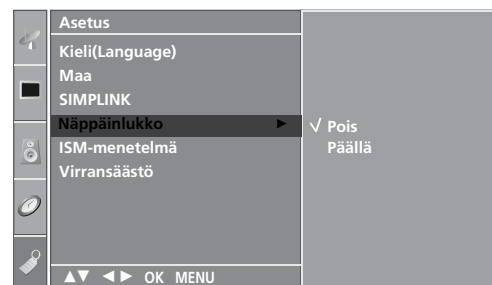 Asetus
Kieli(Language)
Maa
SIMPLINK
Näppäinlukko ►
ISM-menetelmä
Virransäästö
√ Pois
Päällä
▲▼ ◄► OK MENU